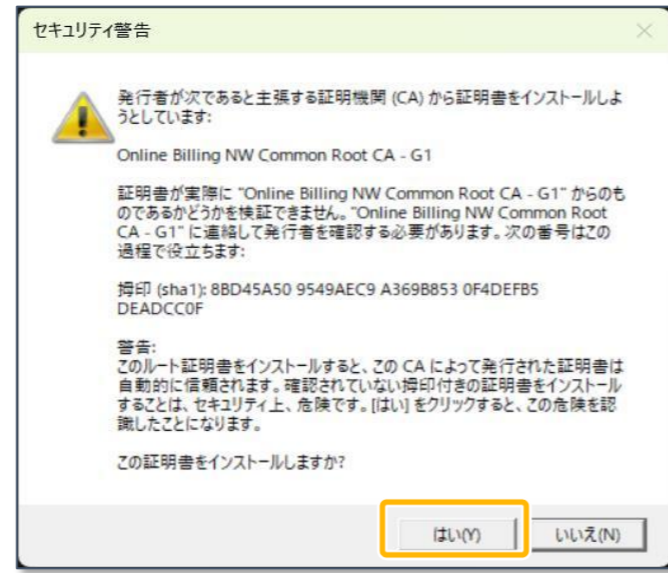 セキュリティ警告
発行者が次であると主張する証明機関 (CA) から証明書をインストールしよ
うとしています:
Online Billing NW Common Root CA - G1
証明書が実際に "Online Billing NW Common Root CA - G1" からのも
のであるかどうかを検証できません。"Online Billing NW Common Root
CA - G1" に連絡して発行者を確認する必要があります。次の番号はこの
過程で役立ちます:
拇印 (sha1): 8BD45A50 9549AEC9 A369B853 0F4DEFB5
DEADCC0F
警告:
このルート証明書をインストールすると、この CA によって発行された証明書は
自動的に信頼されます。確認されていない拇印付きの証明書をインストール
することは、セキュリティ上、危険です。[はい] をクリックすると、この危険を認
識したことになります。
この証明書をインストールしますか?
はい(Y)
いいえ(N)